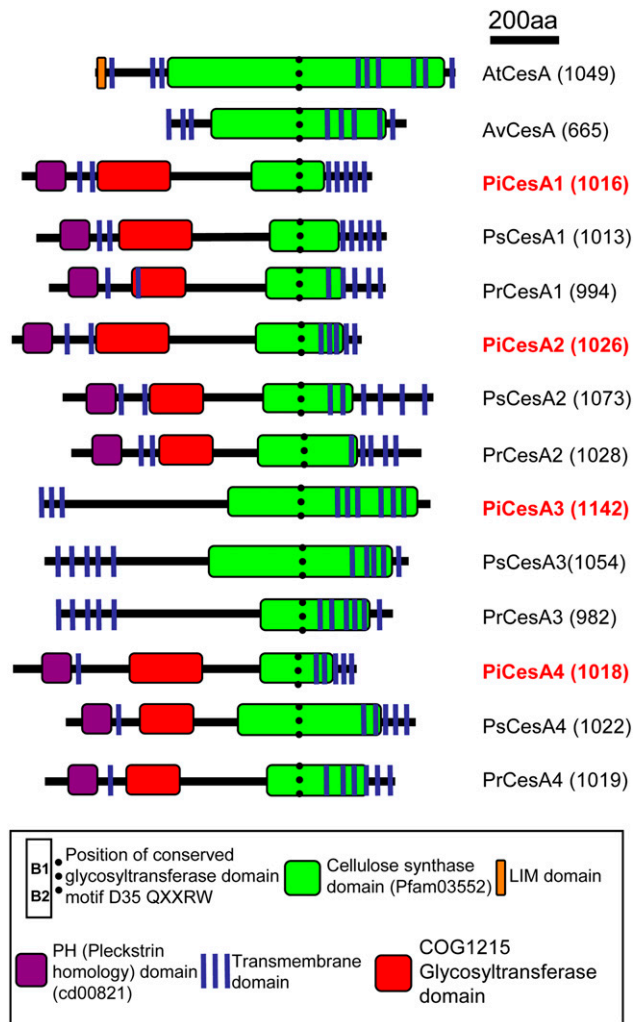 200aa
AtCesA (1049)
AvCesA (665)
PiCesA1 (1016)
PsCesA1 (1013)
PrCesA1 (994)
PiCesA2 (1026)
PsCesA2 (1073)
PrCesA2 (1028)
PiCesA3 (1142)
PsCesA3(1054)
PrCesA3 (982)
PiCesA4 (1018)
PsCesA4 (1022)
PrCesA4 (1019)
B1
B2
Position of conserved
glycosyltransferase domain
motif D35 QXXRW
Cellulose synthase
domain (Pfam03552)
LIM domain
PH (Pleckstrin
homology) domain
(cd00821)
Transmembrane
domain
COG1215
Glycosyltransferase
domain